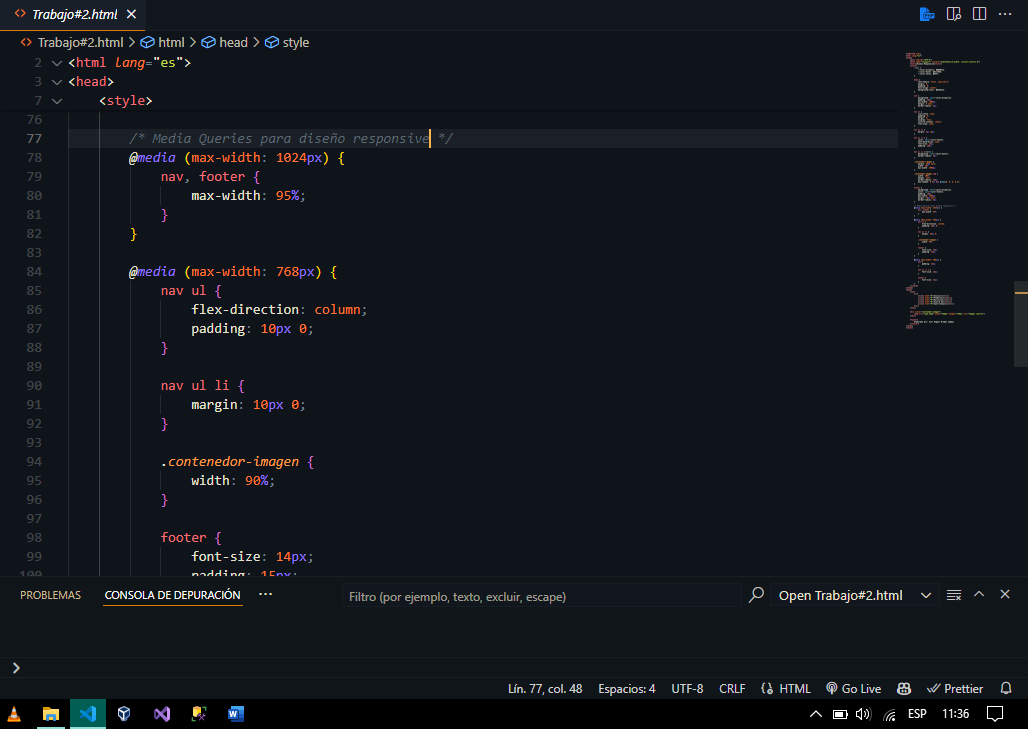 Trabajo#2.html
Trabajo#2.html > html > head > style
2 <html lang="es">
3 <head>
7 <style>
76
77 /* Media Queries para diseño responsive */
78 @media (max-width: 1024px) {
79 nav, footer {
80 max-width: 95%;
81 }
82 }
83
84 @media (max-width: 768px) {
85 nav ul {
86 flex-direction: column;
87 padding: 10px 0;
88 }
89
90 nav ul li {
91 margin: 10px 0;
92 }
93
94 .contenedor-imagen {
95 width: 90%;
96 }
97
98 footer {
99 font-size: 14px;
100 padding: 15px;
PROBLEMAS CONSOLA DE DEPURACIÓN ··· Filtro (por ejemplo, texto, excluir, escape) Open Trabajo#2.html
Lín. 77, col. 48 Espacios: 4 UTF-8 CRLF HTML Go Live Prettier
ESP 11:36